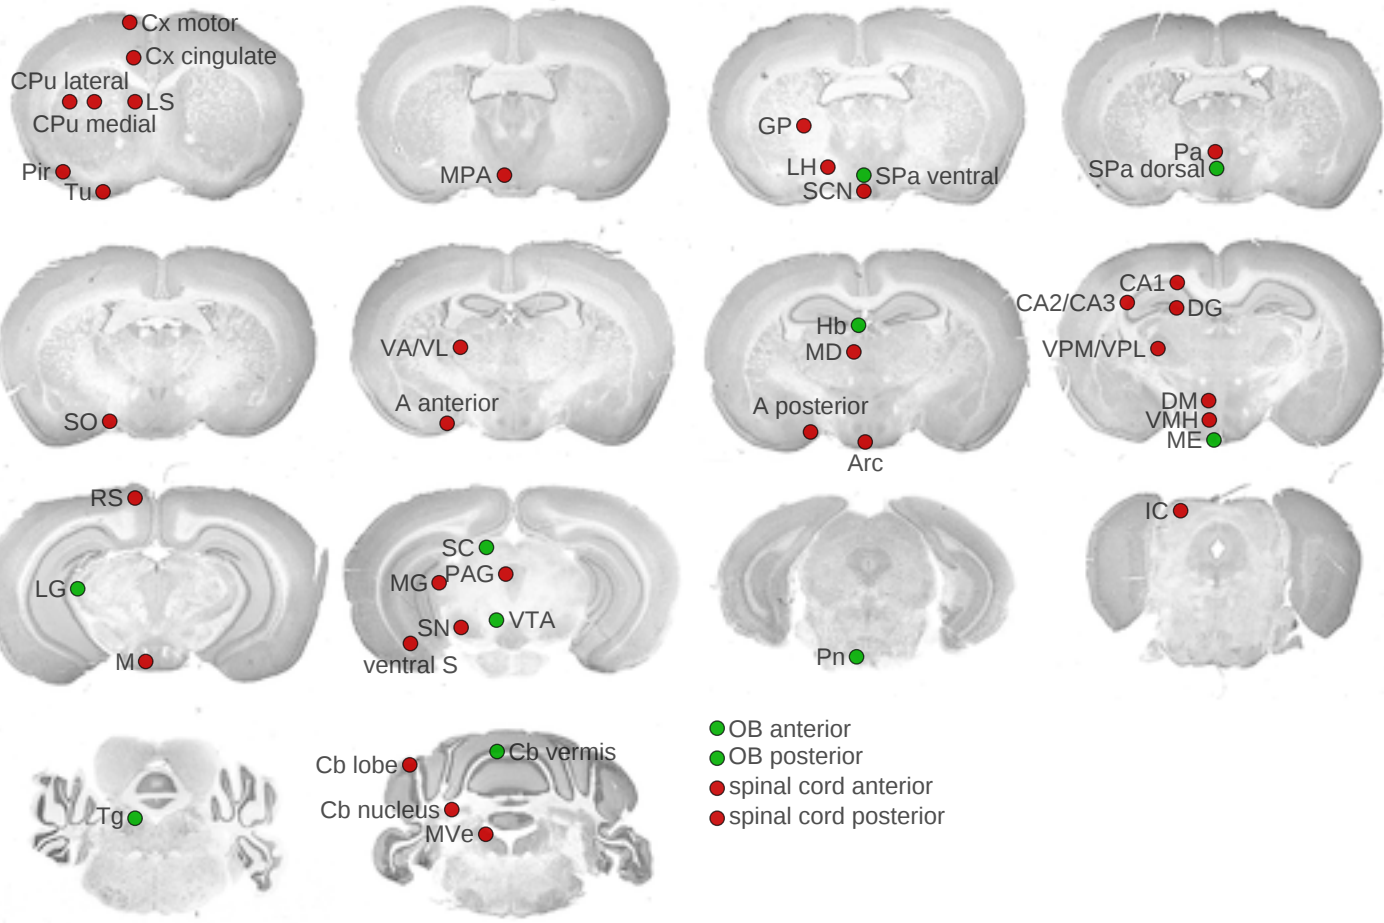 Cx motor
Cx cingulate
CPu lateral
LS
CPu medial
Pir
Tu
MPA
GP
LH
SPa ventral
SCN
Pa
SPa dorsal
SO
VA/VL
A anterior
Hb
MD
A posterior
Arc
CA1
CA2/CA3
DG
VPM/VPL
DM
VMH
ME
RS
LG
M
SC
MG PAG
SN VTA
ventral S
Pn
IC
Tg
Cb lobe
Cb vermis
Cb nucleus
MVe
OB anterior
OB posterior
spinal cord anterior
spinal cord posterior